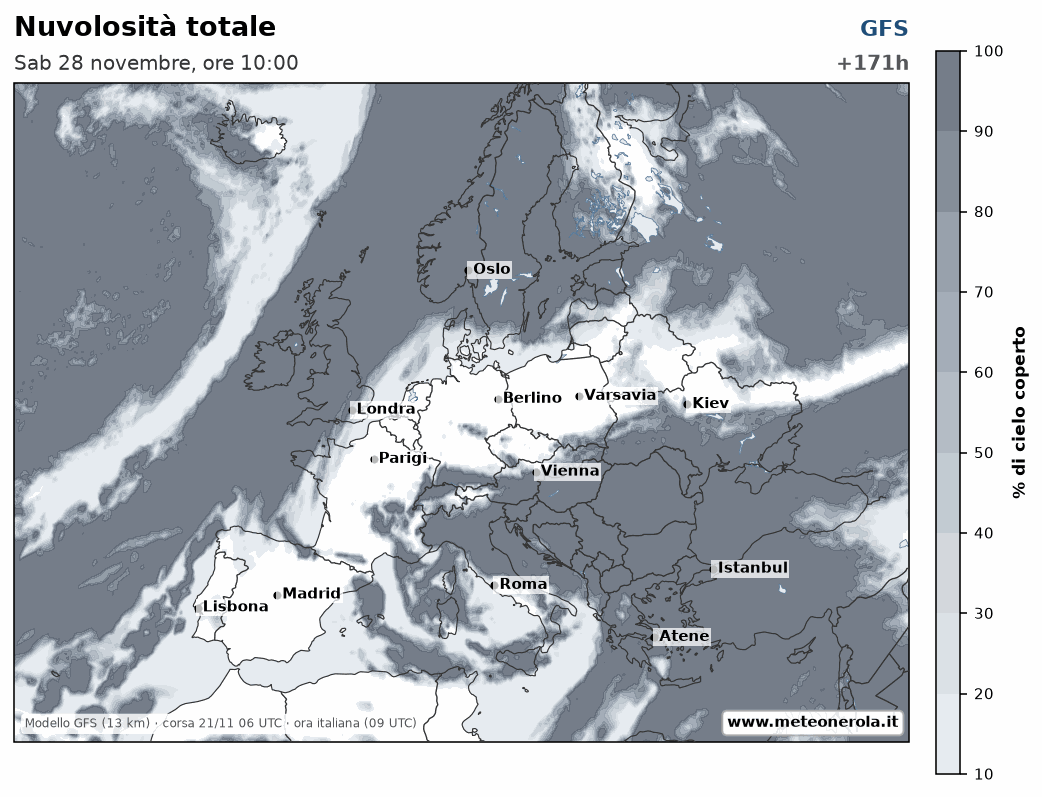 Nuvolosità totale
GFS
Sab 28 novembre, ore 10:00
+171h
100
90
80
70
60
50
40
30
20
10
% di cielo coperto
Oslo
Londra
Berlino
Varsavia
Kiev
Parigi
Vienna
Istanbul
Roma
Madrid
Lisbona
Atene
Modello GFS (13 km) · corsa 21/11 06 UTC · ora italiana (09 UTC)
www.meteonerola.it